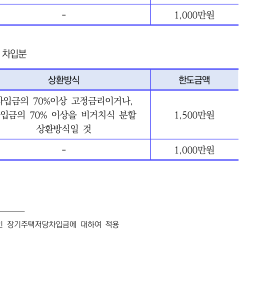 - 1,000만원
차입분
상환방식 한도금액
차입금의 70%이상 고정금리이거나,
입금의 70% 이상을 비거치식 분할
상환방식일 것
1,500만원
- 1,000만원
장기주택저당차입금에 대하여 적용